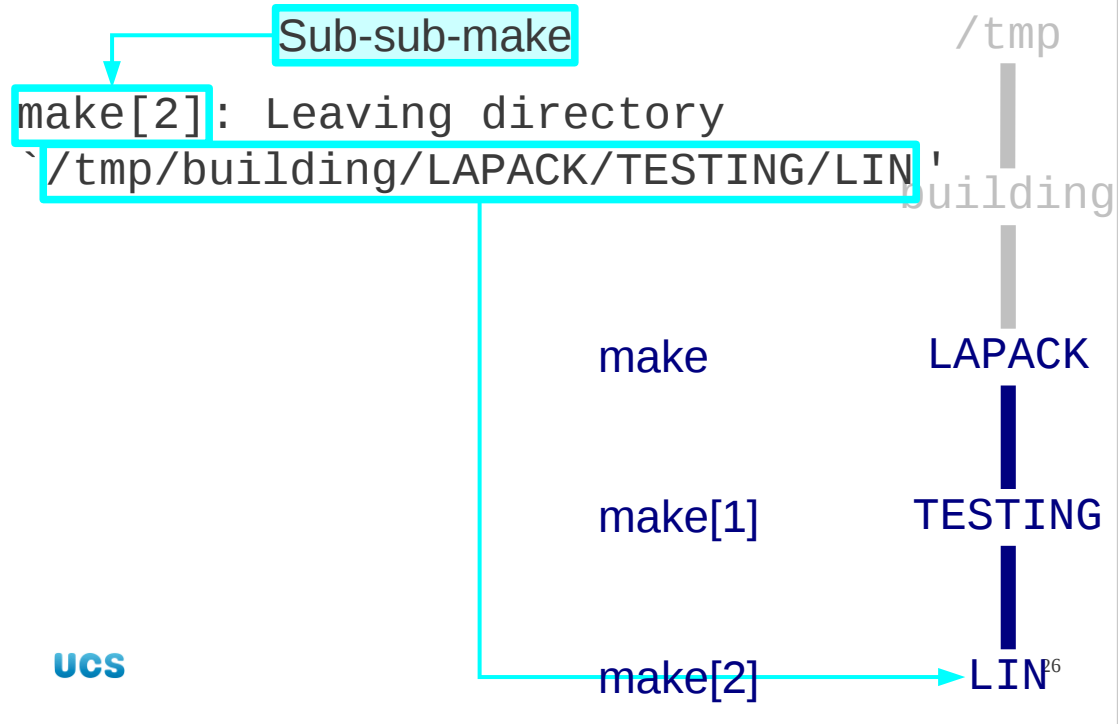 Sub-sub-make
/tmp
make[2]: Leaving directory
`/tmp/building/LAPACK/TESTING/LIN'
building
make LAPACK
make[1] TESTING
make[2] LIN
UCS
26